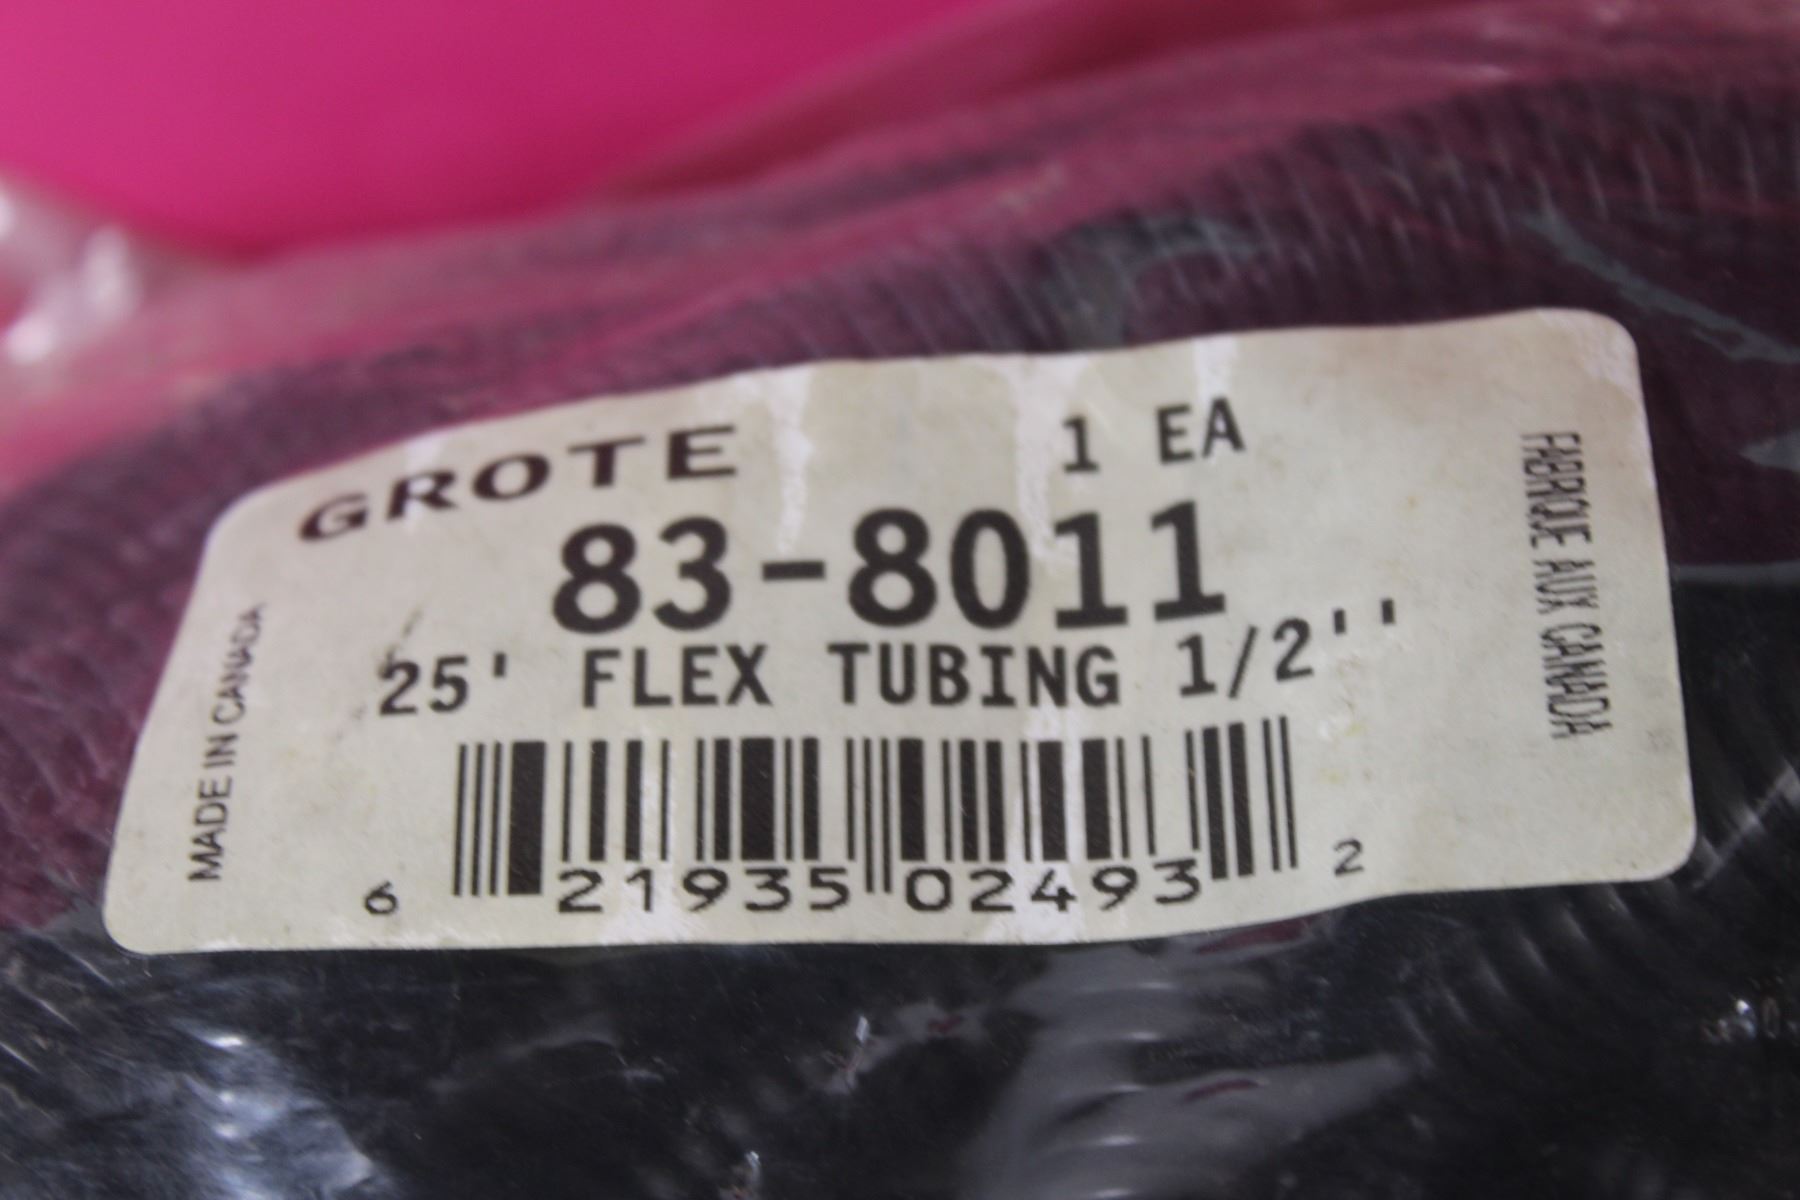 GROTE 1 EA
83-8011
25' FLEX TUBING 1/2''
6 21935 02493 2
MADE IN CANADA
FABRIQUE AUX CANADA